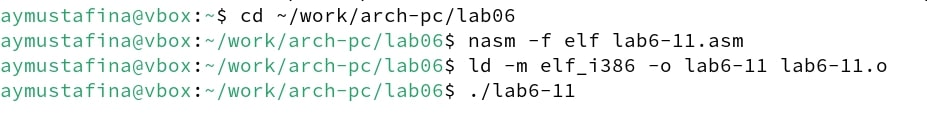 aymustafina@vbox:~$ cd ~/work/arch-pc/lab06
aymustafina@vbox:~/work/arch-pc/lab06$ nasm -f elf lab6-11.asm
aymustafina@vbox:~/work/arch-pc/lab06$ ld -m elf_i386 -o lab6-11 lab6-11.o
aymustafina@vbox:~/work/arch-pc/lab06$ ./lab6-11